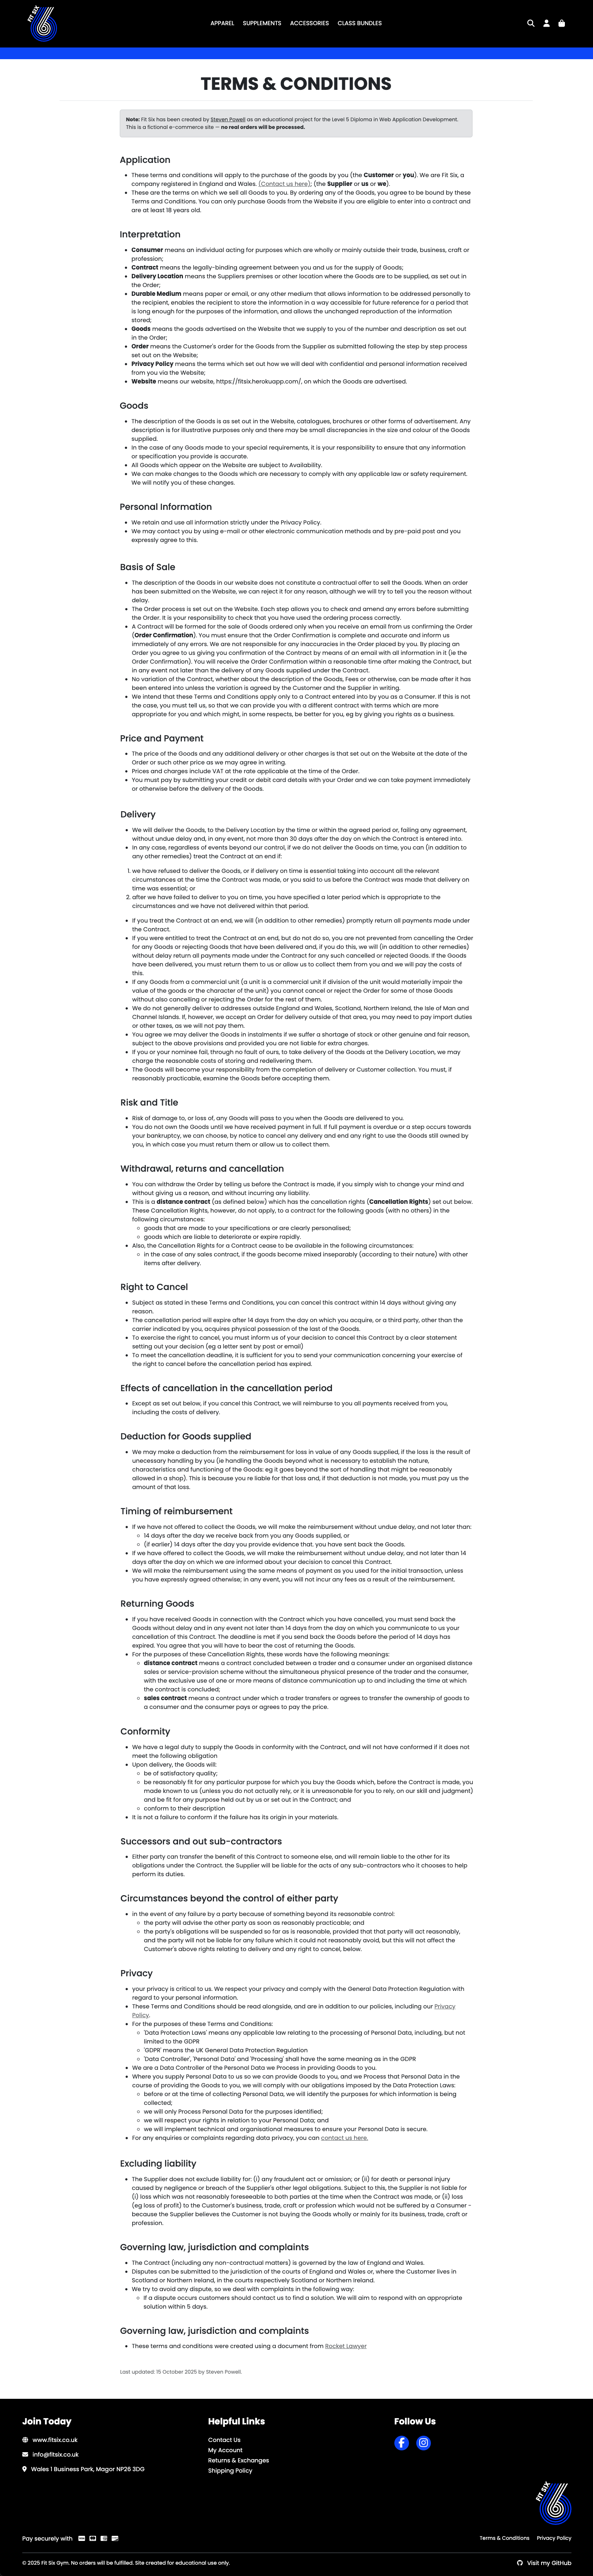 FIT SIX
APPAREL SUPPLEMENTS ACCESSORIES CLASS BUNDLES
TERMS & CONDITIONS
Note: Fit Six has been created by Steven Powell as an educational project for the Level 5 Diploma in Web Application Development.
This is a fictional e-commerce site — no real orders will be processed.
Application
These terms and conditions will apply to the purchase of the goods by you (the Customer or you). We are Fit Six, a
company registered in England and Wales. (Contact us here); (the Supplier or us or we).
These are the terms on which we sell all Goods to you. By ordering any of the Goods, you agree to be bound by these
Terms and Conditions. You can only purchase Goods from the Website if you are eligible to enter into a contract and
are at least 18 years old.
Interpretation
Consumer means an individual acting for purposes which are wholly or mainly outside their trade, business, craft or
profession;
Contract means the legally-binding agreement between you and us for the supply of Goods;
Delivery Location means the Suppliers premises or other location where the Goods are to be supplied, as set out in
the Order;
Durable Medium means paper or email, or any other medium that allows information to be addressed personally to
the recipient, enables the recipient to store the information in a way accessible for future reference for a period that
is long enough for the purposes of the information, and allows the unchanged reproduction of the information
stored;
Goods means the goods advertised on the Website that we supply to you of the number and description as set out
in the Order;
Order means the Customer's order for the Goods from the Supplier as submitted following the step by step process
set out on the Website;
Privacy Policy means the terms which set out how we will deal with confidential and personal information received
from you via the Website;
Website means our website, https://fitsix.herokuapp.com/, on which the Goods are advertised.
Goods
The description of the Goods is as set out in the Website, catalogues, brochures or other forms of advertisement. Any
description is for illustrative purposes only and there may be small discrepancies in the size and colour of the Goods
supplied.
In the case of any Goods made to your special requirements, it is your responsibility to ensure that any information
or specification you provide is accurate.
All Goods which appear on the Website are subject to Availability.
We can make changes to the Goods which are necessary to comply with any applicable law or safety requirement.
We will notify you of these changes.
Personal Information
We retain and use all information strictly under the Privacy Policy.
We may contact you by using e-mail or other electronic communication methods and by pre-paid post and you
expressly agree to this.
Basis of Sale
The description of the Goods in our website does not constitute a contractual offer to sell the Goods. When an order
has been submitted on the Website, we can reject it for any reason, although we will try to tell you the reason without
delay.
The Order process is set out on the Website. Each step allows you to check and amend any errors before submitting
the Order. It is your responsibility to check that you have used the ordering process correctly.
A Contract will be formed for the sale of Goods ordered only when you receive an email from us confirming the Order
(Order Confirmation). You must ensure that the Order Confirmation is complete and accurate and inform us
immediately of any errors. We are not responsible for any inaccuracies in the Order placed by you. By placing an
Order you agree to us giving you confirmation of the Contract by means of an email with all information in it (ie the
Order Confirmation). You will receive the Order Confirmation within a reasonable time after making the Contract, but
in any event not later than the delivery of any Goods supplied under the Contract.
No variation of the Contract, whether about the description of the Goods, Fees or otherwise, can be made after it has
been entered into unless the variation is agreed by the Customer and the Supplier in writing.
We intend that these Terms and Conditions apply only to a Contract entered into by you as a Consumer. If this is not
the case, you must tell us, so that we can provide you with a different contract with terms which are more
appropriate for you and which might, in some respects, be better for you, eg by giving you rights as a business.
Price and Payment
The price of the Goods and any additional delivery or other charges is that set out on the Website at the date of the
Order or such other price as we may agree in writing.
Prices and charges include VAT at the rate applicable at the time of the Order.
You must pay by submitting your credit or debit card details with your Order and we can take payment immediately
or otherwise before the delivery of the Goods.
Delivery
We will deliver the Goods, to the Delivery Location by the time or within the agreed period or, failing any agreement,
without undue delay and, in any event, not more than 30 days after the day on which the Contract is entered into.
In any case, regardless of events beyond our control, if we do not deliver the Goods on time, you can (in addition to
any other remedies) treat the Contract at an end if:
1. we have refused to deliver the Goods, or if delivery on time is essential taking into account all the relevant
circumstances at the time the Contract was made, or you said to us before the Contract was made that delivery on
time was essential; or
2. after we have failed to deliver to you on time, you have specified a later period which is appropriate to the
circumstances and we have not delivered within that period.
If you treat the Contract at an end, we will (in addition to other remedies) promptly return all payments made under
the Contract.
If you were entitled to treat the Contract at an end, but do not do so, you are not prevented from cancelling the Order
for any Goods or rejecting Goods that have been delivered and, if you do this, we will (in addition to other remedies)
without delay return all payments made under the Contract for any such cancelled or rejected Goods. If the Goods
have been delivered, you must return them to us or allow us to collect them from you and we will pay the costs of
this.
If any Goods from a commercial unit (a unit is a commercial unit if division of the unit would materially impair the
value of the goods or the character of the unit) you cannot cancel or reject the Order for some of those Goods
without also cancelling or rejecting the Order for the rest of them.
We do not generally deliver to addresses outside England and Wales, Scotland, Northern Ireland, the Isle of Man and
Channel Islands. If, however, we accept an Order for delivery outside of that area, you may need to pay import duties
or other taxes, as we will not pay them.
You agree we may deliver the Goods in instalments if we suffer a shortage of stock or other genuine and fair reason,
subject to the above provisions and provided you are not liable for extra charges.
If you or your nominee fail, through no fault of ours, to take delivery of the Goods at the Delivery Location, we may
charge the reasonable costs of storing and redelivering them.
The Goods will become your responsibility from the completion of delivery or Customer collection. You must, if
reasonably practicable, examine the Goods before accepting them.
Risk and Title
Risk of damage to, or loss of, any Goods will pass to you when the Goods are delivered to you.
You do not own the Goods until we have received payment in full. If full payment is overdue or a step occurs towards
your bankruptcy, we can choose, by notice to cancel any delivery and end any right to use the Goods still owned by
you, in which case you must return them or allow us to collect them.
Withdrawal, returns and cancellation
You can withdraw the Order by telling us before the Contract is made, if you simply wish to change your mind and
without giving us a reason, and without incurring any liability.
This is a distance contract (as defined below) which has the cancellation rights (Cancellation Rights) set out below.
These Cancellation Rights, however, do not apply, to a contract for the following goods (with no others) in the
following circumstances:
goods that are made to your specifications or are clearly personalised;
goods which are liable to deteriorate or expire rapidly.
Also, the Cancellation Rights for a Contract cease to be available in the following circumstances:
in the case of any sales contract, if the goods become mixed inseparably (according to their nature) with other
items after delivery.
Right to Cancel
Subject as stated in these Terms and Conditions, you can cancel this contract within 14 days without giving any
reason.
The cancellation period will expire after 14 days from the day on which you acquire, or a third party, other than the
carrier indicated by you, acquires physical possession of the last of the Goods.
To exercise the right to cancel, you must inform us of your decision to cancel this Contract by a clear statement
setting out your decision (eg a letter sent by post or email)
To meet the cancellation deadline, it is sufficient for you to send your communication concerning your exercise of
the right to cancel before the cancellation period has expired.
Effects of cancellation in the cancellation period
Except as set out below, if you cancel this Contract, we will reimburse to you all payments received from you,
including the costs of delivery.
Deduction for Goods supplied
We may make a deduction from the reimbursement for loss in value of any Goods supplied, if the loss is the result of
unecessary handling by you (ie handling the Goods beyond what is necessary to establish the nature,
characteristics and functioning of the Goods: eg it goes beyond the sort of handling that might be reasonably
allowed in a shop). This is because you re liable for that loss and, if that deduction is not made, you must pay us the
amount of that loss.
Timing of reimbursement
If we have not offered to collect the Goods, we will make the reimbursement without undue delay, and not later than:
14 days after the day we receive back from you any Goods supplied, or
(if earlier) 14 days after the day you provide evidence that, you have sent back the Goods.
If we have offered to collect the Goods, we will make the reimbursement without undue delay, and not later than 14
days after the day on which we are informed about your decision to cancel this Contract.
We will make the reimbursement using the same means of payment as you used for the initial transaction, unless
you have expressly agreed otherwise; in any event, you will not incur any fees as a result of the reimbursement.
Returning Goods
If you have received Goods in connection with the Contract which you have cancelled, you must send back the
Goods without delay and in any event not later than 14 days from the day on which you communicate to us your
cancellation of this Contract. The deadline is met if you send back the Goods before the period of 14 days has
expired. You agree that you will have to bear the cost of returning the Goods.
For the purposes of these Cancellation Rights, these words have the following meanings:
distance contract means a contract concluded between a trader and a consumer under an organised distance
sales or service-provision scheme without the simultaneous physical presence of the trader and the consumer,
with the exclusive use of one or more means of distance communication up to and including the time at which
the contract is concluded;
sales contract means a contract under which a trader transfers or agrees to transfer the ownership of goods to
a consumer and the consumer pays or agrees to pay the price.
Conformity
We have a legal duty to supply the Goods in conformity with the Contract, and will not have conformed if it does not
meet the following obligation
Upon delivery, the Goods will:
be of satisfactory quality;
be reasonably fit for any particular purpose for which you buy the Goods which, before the Contract is made, you
made known to us (unless you do not actually rely, or it is unreasonable for you to rely, on our skill and judgment)
and be fit for any purpose held out by us or set out in the Contract; and
conform to their description
It is not a failure to conform if the failure has its origin in your materials.
Successors and out sub-contractors
Either party can transfer the benefit of this Contract to someone else, and will remain liable to the other for its
obligations under the Contract. The Supplier will be liable for the acts of any sub-contractors who it chooses to help
perform its duties.
Circumstances beyond the control of either party
in the event of any failure by a party because of something beyond its reasonable control:
the party will advise the other party as soon as reasonably practicable; and
the party's obligations will be suspended so far as is reasonable, provided that that party will act reasonably,
and the party will not be liable for any failure which it could not reasonably avoid, but this will not affect the
Customer's above rights relating to delivery and any right to cancel, below.
Privacy
your privacy is critical to us. We respect your privacy and comply with the General Data Protection Regulation with
regard to your personal information.
These Terms and Conditions should be read alongside, and are in addition to our policies, including our Privacy
Policy.
For the purposes of these Terms and Conditions:
'Data Protection Laws' means any applicable law relating to the processing of Personal Data, including, but not
limited to the GDPR
'GDPR' means the UK General Data Protection Regulation
'Data Controller', 'Personal Data' and 'Processing' shall have the same meaning as in the GDPR
We are a Data Controller of the Personal Data we Process in providing Goods to you.
Where you supply Personal Data to us so we can provide Goods to you, and we Process that Personal Data in the
course of providing the Goods to you, we will comply with our obligations imposed by the Data Protection Laws:
before or at the time of collecting Personal Data, we will identify the purposes for which information is being
collected;
we will only Process Personal Data for the purposes identified;
we will respect your rights in relation to your Personal Data; and
we will implement technical and organisational measures to ensure your Personal Data is secure.
For any enquiries or complaints regarding data privacy, you can contact us here.
Excluding liability
The Supplier does not exclude liability for: (i) any fraudulent act or omission; or (ii) for death or personal injury
caused by negligence or breach of the Supplier's other legal obligations. Subject to this, the Supplier is not liable for
(i) loss which was not reasonably foreseeable to both parties at the time when the Contract was made, or (ii) loss
(eg loss of profit) to the Customer's business, trade, craft or profession which would not be suffered by a Consumer -
because the Supplier believes the Customer is not buying the Goods wholly or mainly for its business, trade, craft or
profession.
Governing law, jurisdiction and complaints
The Contract (including any non-contractual matters) is governed by the law of England and Wales.
Disputes can be submitted to the jurisdiction of the courts of England and Wales or, where the Customer lives in
Scotland or Northern Ireland, in the courts respectively Scotland or Northern Ireland.
We try to avoid any dispute, so we deal with complaints in the following way:
If a dispute occurs customers should contact us to find a solution. We will aim to respond with an appropriate
solution within 5 days.
Governing law, jurisdiction and complaints
These terms and conditions were created using a document from Rocket Lawyer
Last updated: 15 October 2025 by Steven Powell.
Join Today
www.fitsix.co.uk
info@fitsix.co.uk
Wales 1 Business Park, Magor NP26 3DG
Helpful Links
Contact Us
My Account
Returns & Exchanges
Shipping Policy
Follow Us
FIT SIX
Pay securely with
Terms & Conditions Privacy Policy
© 2025 Fit Six Gym. No orders will be fulfilled. Site created for educational use only.
Visit my GitHub